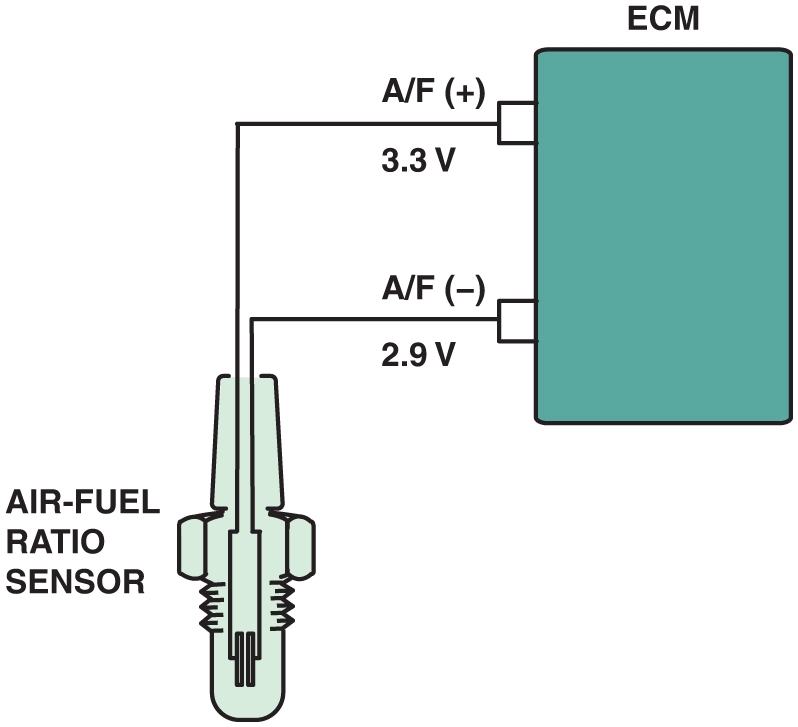 ECM
A/F (+)
3.3 V
A/F (–)
2.9 V
AIR-FUEL
RATIO
SENSOR